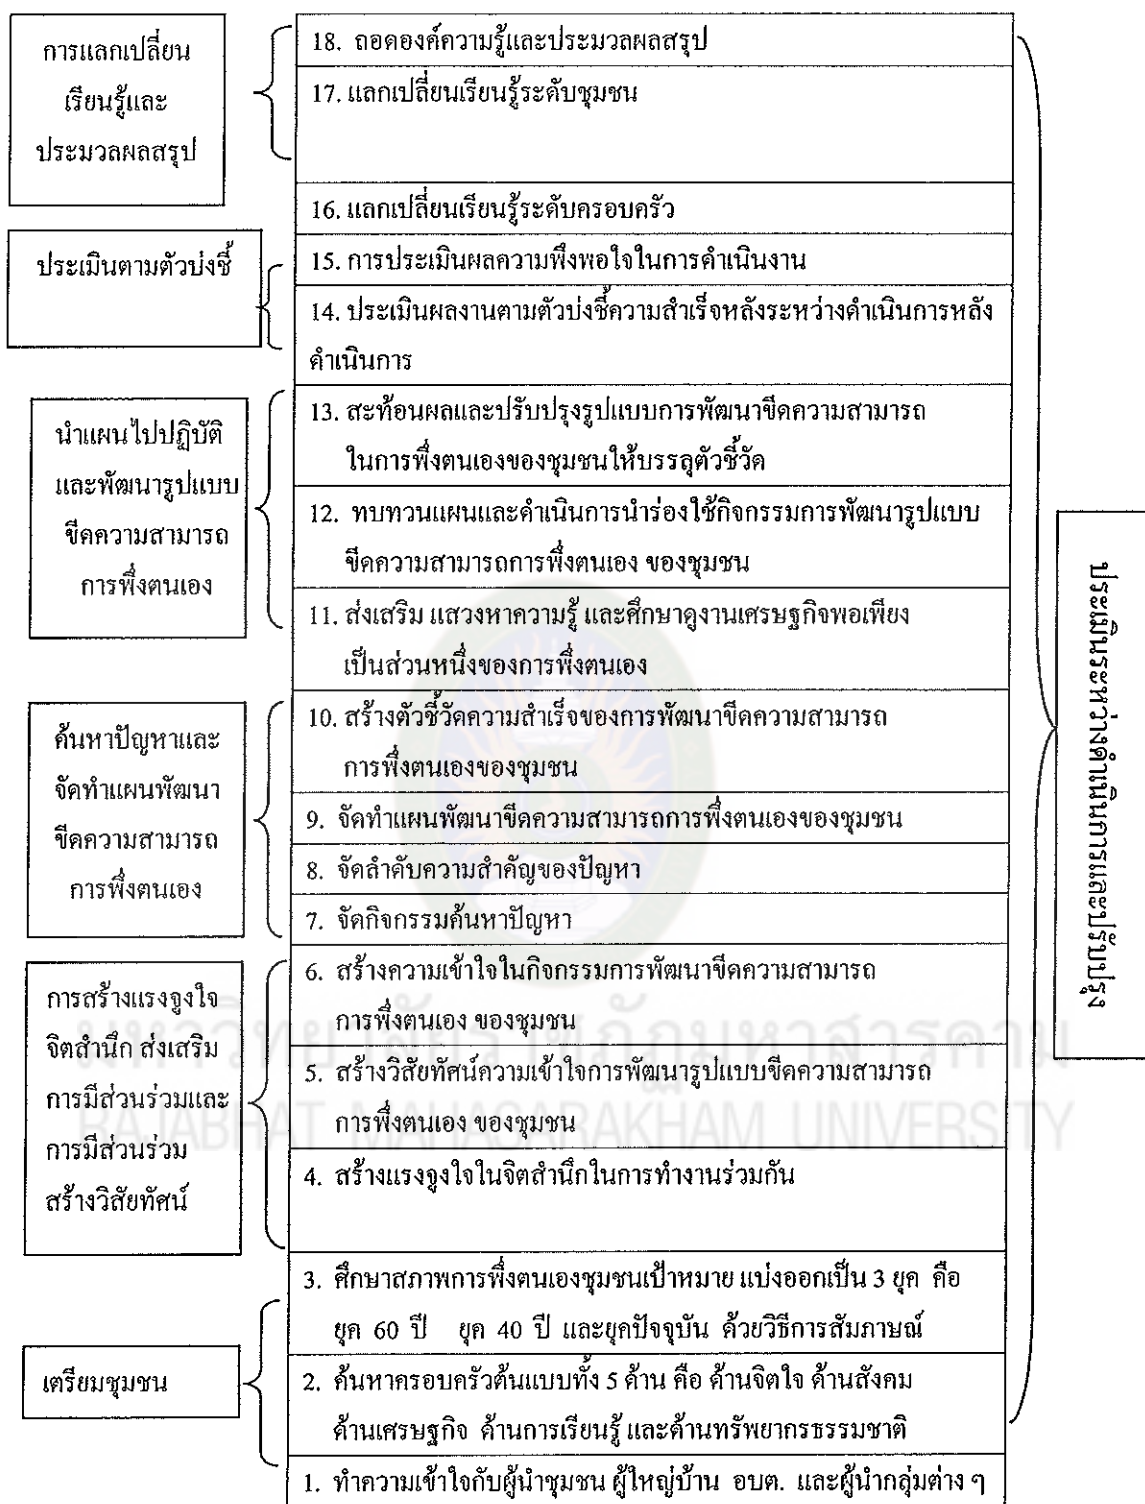 การแลกเปลี่ยน
เรียนรู้และ
ประมวลผลสรุป
18. ถอดองค์ความรู้และประมวลผลสรุป
17. แลกเปลี่ยนเรียนรู้ระดับชุมชน
16. แลกเปลี่ยนเรียนรู้ระดับครอบครัว
ประเมินตามตัวบ่งชี้
15. การประเมินผลความพึงพอใจในการดำเนินงาน
14. ประเมินผลงานตามตัวบ่งชี้ความสำเร็จหลังระหว่างดำเนินการหลัง
ดำเนินการ
นำแผนไปปฏิบัติ
และพัฒนารูปแบบ
ขีดความสามารถ
การพึ่งตนเอง
13. สะท้อนผลและปรับปรุงรูปแบบการพัฒนาขีดความสามารถ
ในการพึ่งตนเองของชุมชนให้บรรลุตัวชี้วัด
12. ทบทวนแผนและดำเนินการนำร่องใช้กิจกรรมการพัฒนารูปแบบ
ขีดความสามารถการพึ่งตนเอง ของชุมชน
11. ส่งเสริม แสวงหาความรู้ และศึกษาดูงานเศรษฐกิจพอเพียง
เป็นส่วนหนึ่งของการพึ่งตนเอง
ค้นหาปัญหาและ
จัดทำแผนพัฒนา
ขีดความสามารถ
การพึ่งตนเอง
10. สร้างตัวชี้วัดความสำเร็จของการพัฒนาขีดความสามารถ
การพึ่งตนเองของชุมชน
9. จัดทำแผนพัฒนาขีดความสามารถการพึ่งตนเองของชุมชน
8. จัดลำดับความสำคัญของปัญหา
7. จัดกิจกรรมค้นหาปัญหา
การสร้างแรงจูงใจ
จิตสำนึก ส่งเสริม
การมีส่วนร่วมและ
การมีส่วนร่วม
สร้างวิสัยทัศน์
6. สร้างความเข้าใจในกิจกรรมการพัฒนาขีดความสามารถ
การพึ่งตนเอง ของชุมชน
5. สร้างวิสัยทัศน์ความเข้าใจการพัฒนารูปแบบขีดความสามารถ
การพึ่งตนเอง ของชุมชน
4. สร้างแรงจูงใจในจิตสำนึกในการทำงานร่วมกัน
เตรียมชุมชน
3. ศึกษาสภาพการพึ่งตนเองชุมชนเป้าหมาย แบ่งออกเป็น 3 ยุค คือ
ยุค 60 ปี ยุค 40 ปี และยุคปัจจุบัน ด้วยวิธีการสัมภาษณ์
2. ค้นหาครอบครัวต้นแบบทั้ง 5 ด้าน คือ ด้านจิตใจ ด้านสังคม
ด้านเศรษฐกิจ ด้านการเรียนรู้ และด้านทรัพยากรธรรมชาติ
1. ทำความเข้าใจกับผู้นำชุมชน ผู้ใหญ่บ้าน อบต. และผู้นำกลุ่มต่าง ๆ
ประเมินระหว่างดำเนินการและปรับปรุง
มหาวิทยาลัยราชภัฏมหาสารคาม
RAJABHAT MAHASARAKHAM UNIVERSITY